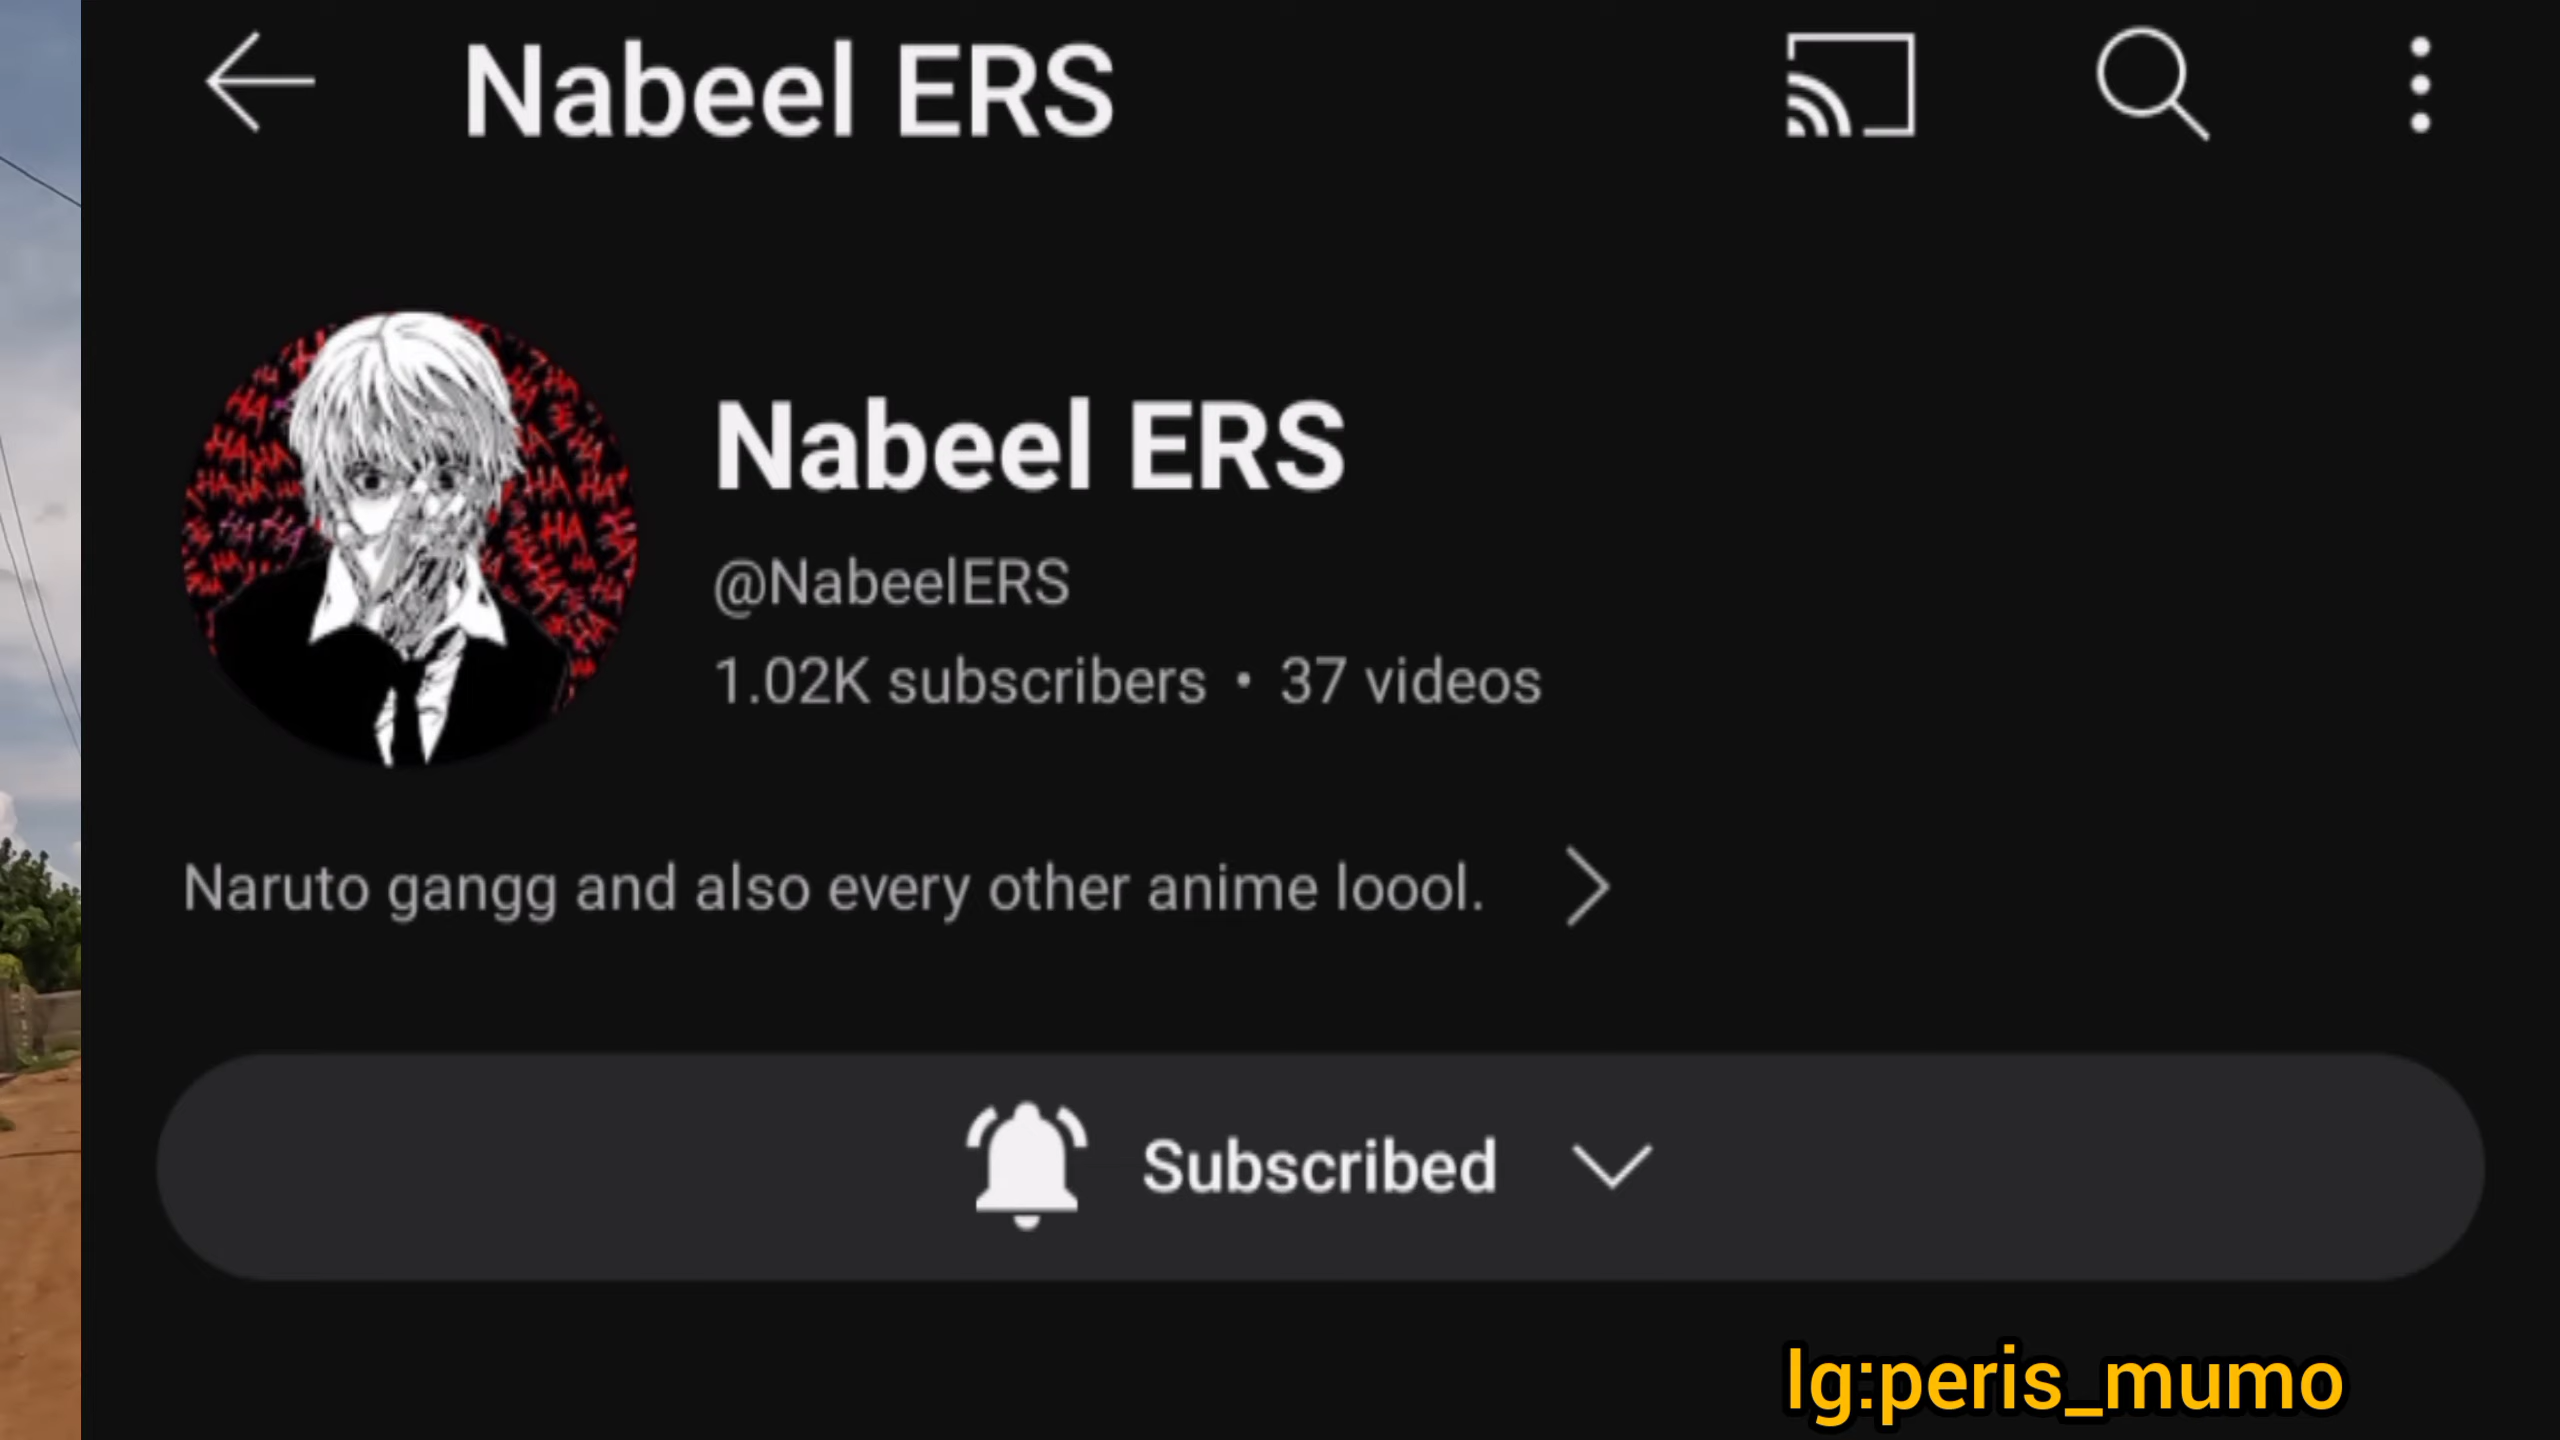 Nabeel ERS
Nabeel ERS
@NabeelERS
1.02K subscribers • 37 videos
Naruto gangg and also every other anime loool.
Subscribed
Ig:peris_mumo